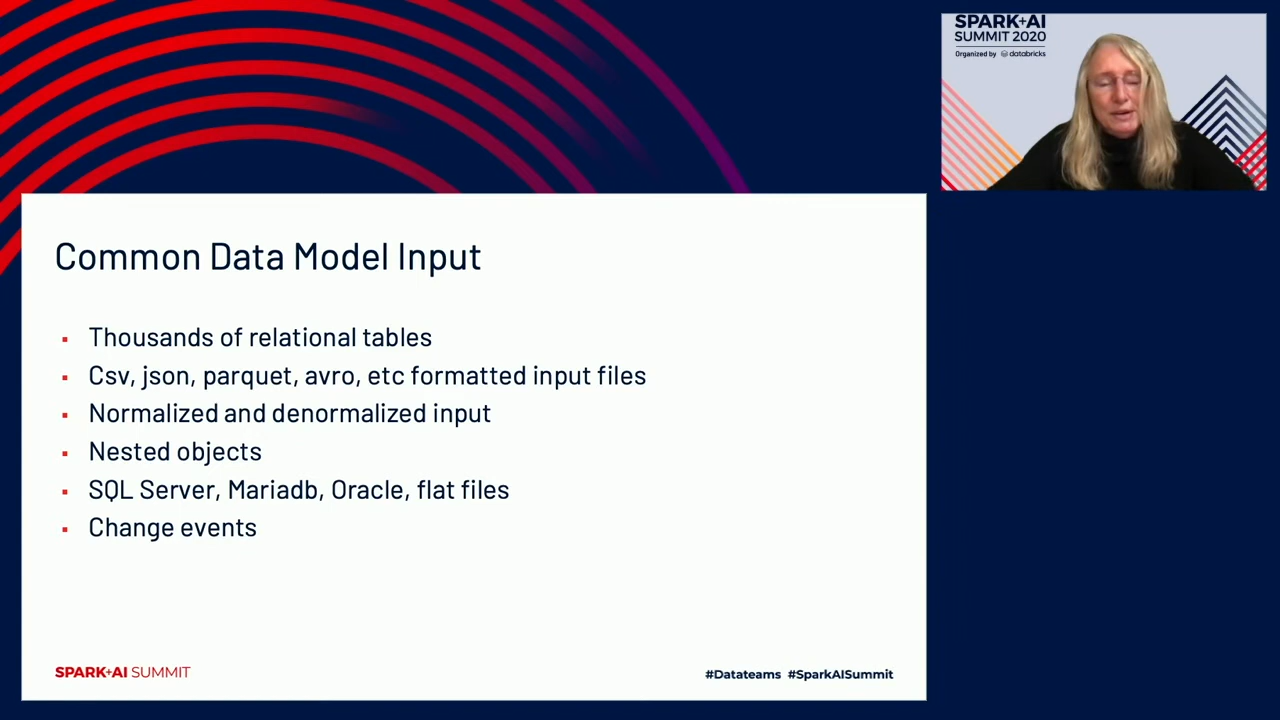 SPARK+AI
SUMMIT 2020
Organized by databricks
Common Data Model Input
Thousands of relational tables
Csv, json, parquet, avro, etc formatted input files
Normalized and denormalized input
Nested objects
SQL Server, Mariadb, Oracle, flat files
Change events
SPARK+AI SUMMIT
#Datateams #SparkAISummit